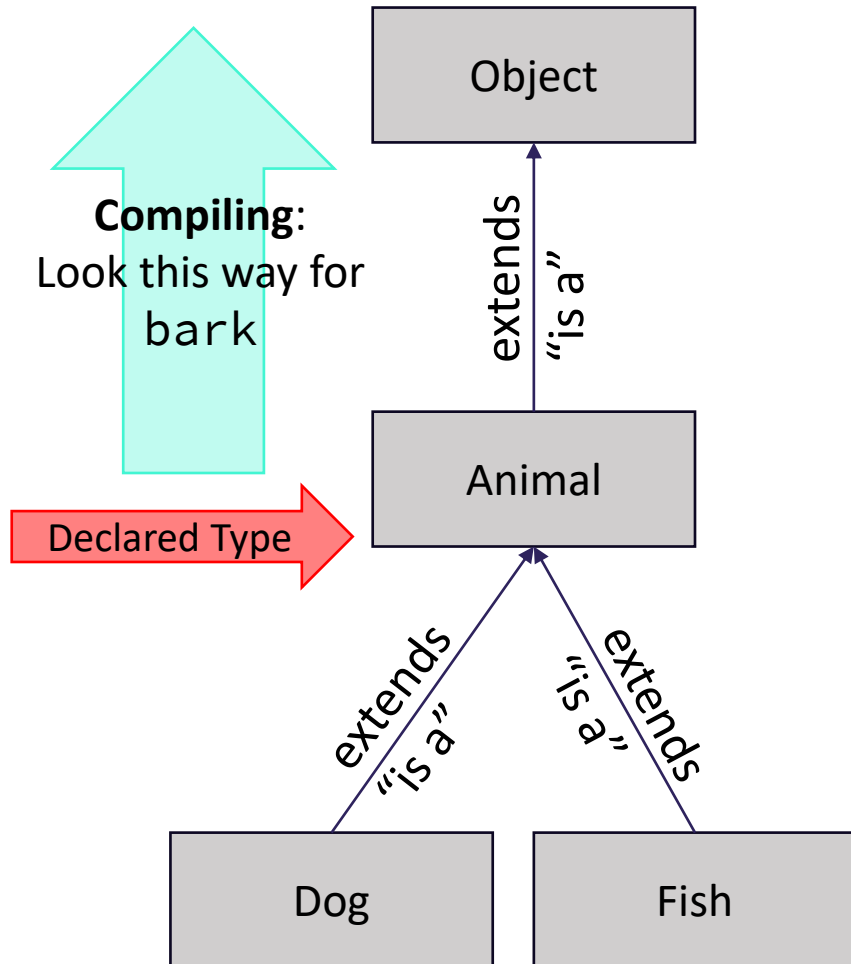 Object
Compiling:
Look this way for
bark
extends
“is a”
Animal
Declared Type
extends
“is a”
extends
“is a”
Dog
Fish